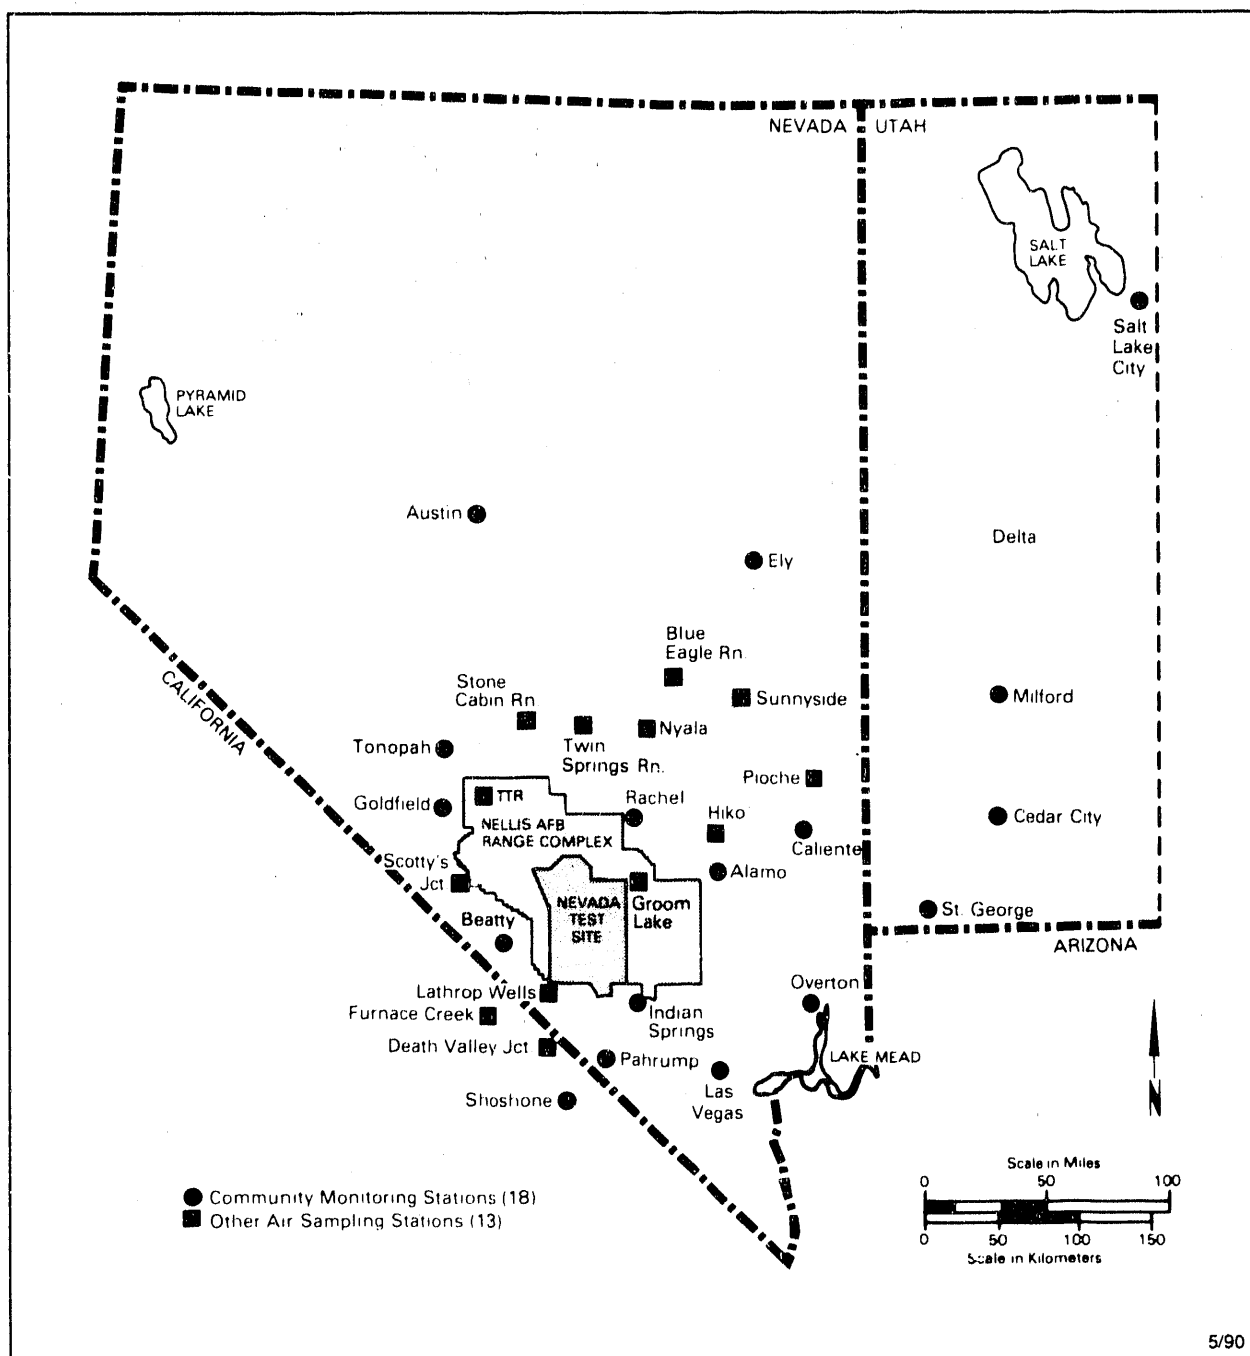 NEVADA UTAH
SALT
LAKE
Salt
Lake
City
PYRAMID
LAKE
Austin
Ely
Delta
Blue
Eagle Rn.
CALIFORNIA
Stone
Cabin Rn
Sunnyside
Milford
Tonopah
Twin
Springs Rn.
Nyala
Pioche
Goldfield
TTR
Rachel
Hiko
Cedar City
NELLIS AFB
RANGE COMPLEX
Caliente
Scotty's
Jct
Alamo
NEVADA
TEST
SITE
Groom
Lake
St. George
Beatty
ARIZONA
Lathrop Wells
Overton
Furnace Creek
Indian
Springs
Death Valley Jct
Pahrump
LAKE MEAD
Las
Vegas
Shoshone
N
Scale in Miles
0 50 100
0 50 100 150
Scale in Kilometers
Community Monitoring Stations (18)
Other Air Sampling Stations (13)
5/90